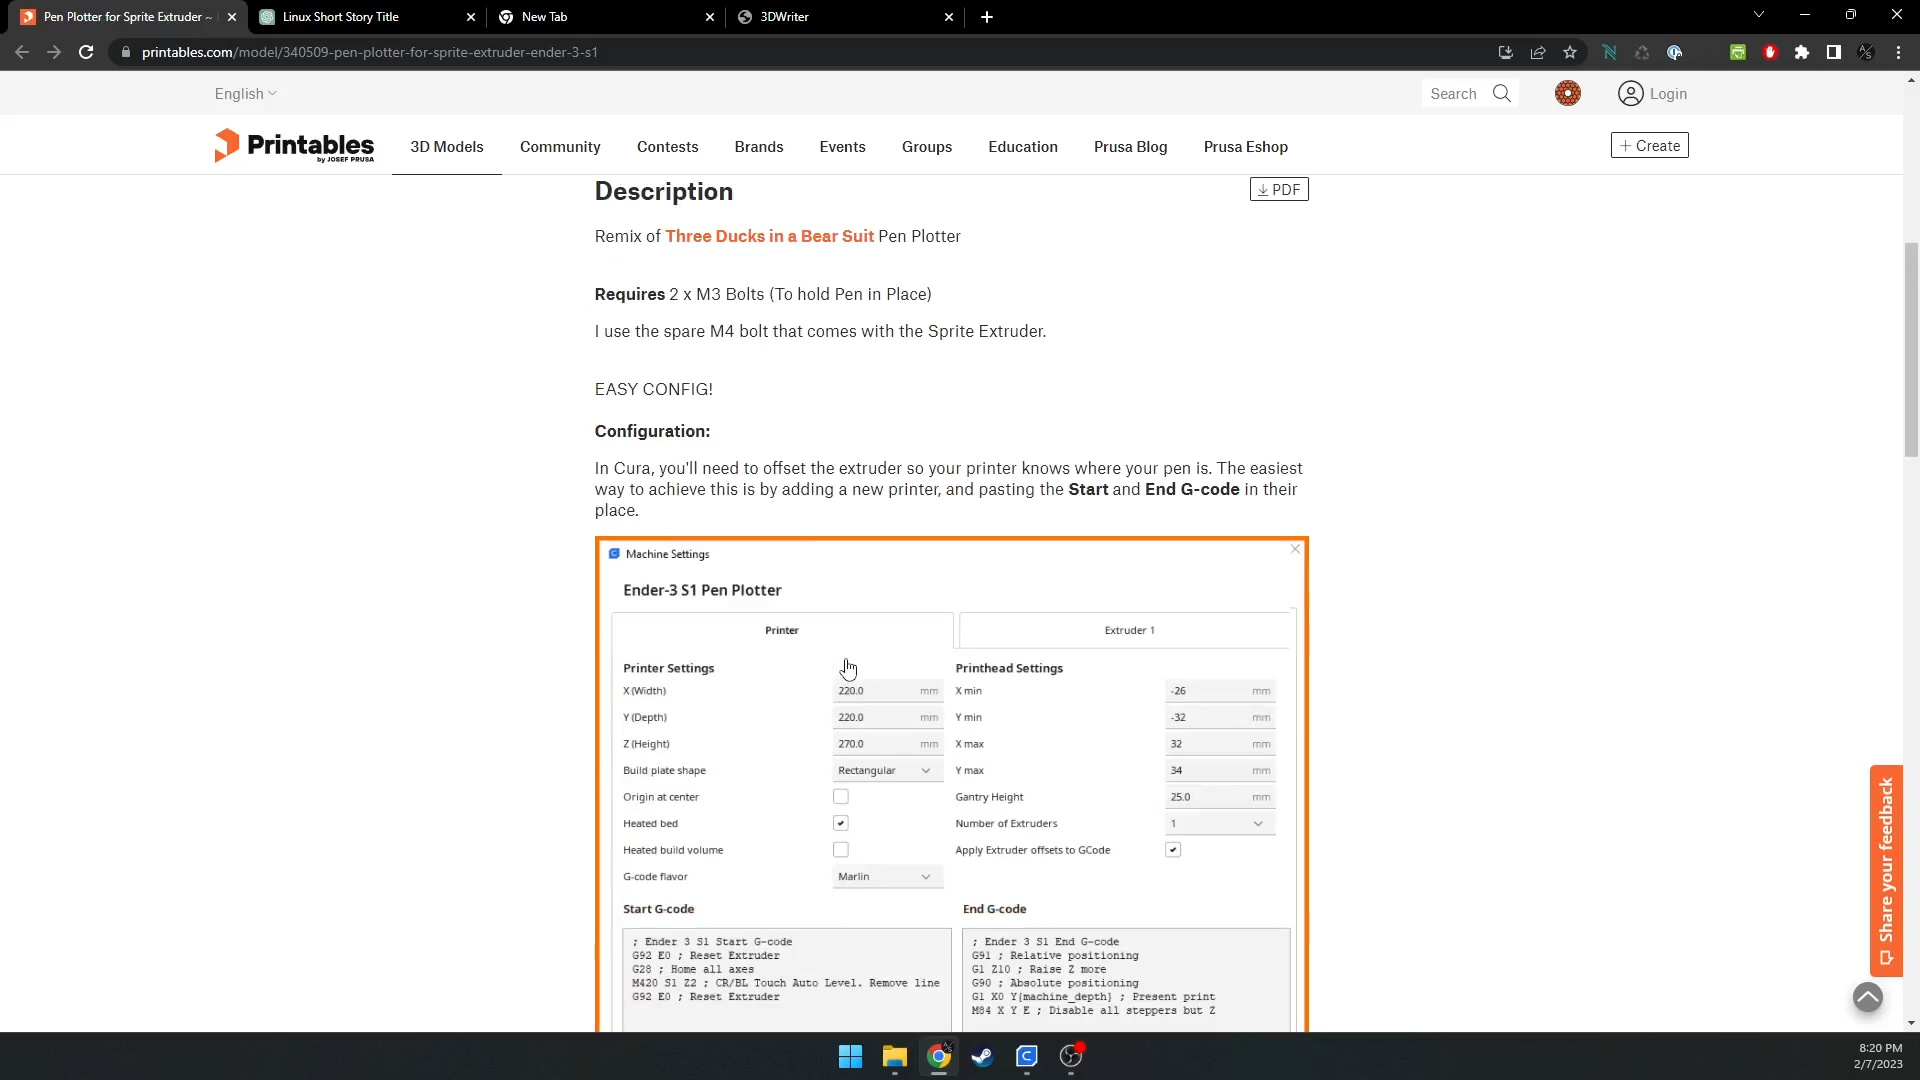 Pen Plotter for Sprite Extruder ~
Linux Short Story Title
New Tab
3DWriter
printables.com/model/340509-pen-plotter-for-sprite-extruder-ender-3-s1
English
Search
Login
Printables
by JOSEF PRUSA
3D Models
Community
Contests
Brands
Events
Groups
Education
Prusa Blog
Prusa Eshop
+ Create
Description
PDF
Remix of Three Ducks in a Bear Suit Pen Plotter
Requires 2 x M3 Bolts (To hold Pen in Place)
I use the spare M4 bolt that comes with the Sprite Extruder.
EASY CONFIG!
Configuration:
In Cura, you'll need to offset the extruder so your printer knows where your pen is. The easiest
way to achieve this is by adding a new printer, and pasting the Start and End G-code in their
place.
Machine Settings
Ender-3 S1 Pen Plotter
Printer
Extruder 1
Printer Settings
Printhead Settings
X (Width) 220.0 mm
X min -26 mm
Y (Depth) 220.0 mm
Y min -32 mm
Z (Height) 270.0 mm
X max 32 mm
Build plate shape Rectangular
Y max 34 mm
Origin at center
Gantry Height 25.0 mm
Heated bed
Number of Extruders 1
Heated build volume
Apply Extruder offsets to GCode
G-code flavor Marlin
Start G-code
End G-code
; Ender 3 S1 Start G-code
G92 E0 ; Reset Extruder
G28 ; Home all axes
M420 S1 Z2 ; CR/BL Touch Auto Level. Remove line
G92 E0 ; Reset Extruder
; Ender 3 S1 End G-code
G91 ; Relative positioning
G1 Z10 ; Raise Z more
G90 ; Absolute positioning
G1 X0 Y{machine_depth} ; Present print
M84 X Y E ; Disable all steppers but Z
Share your feedback
8:20 PM
2/7/2023